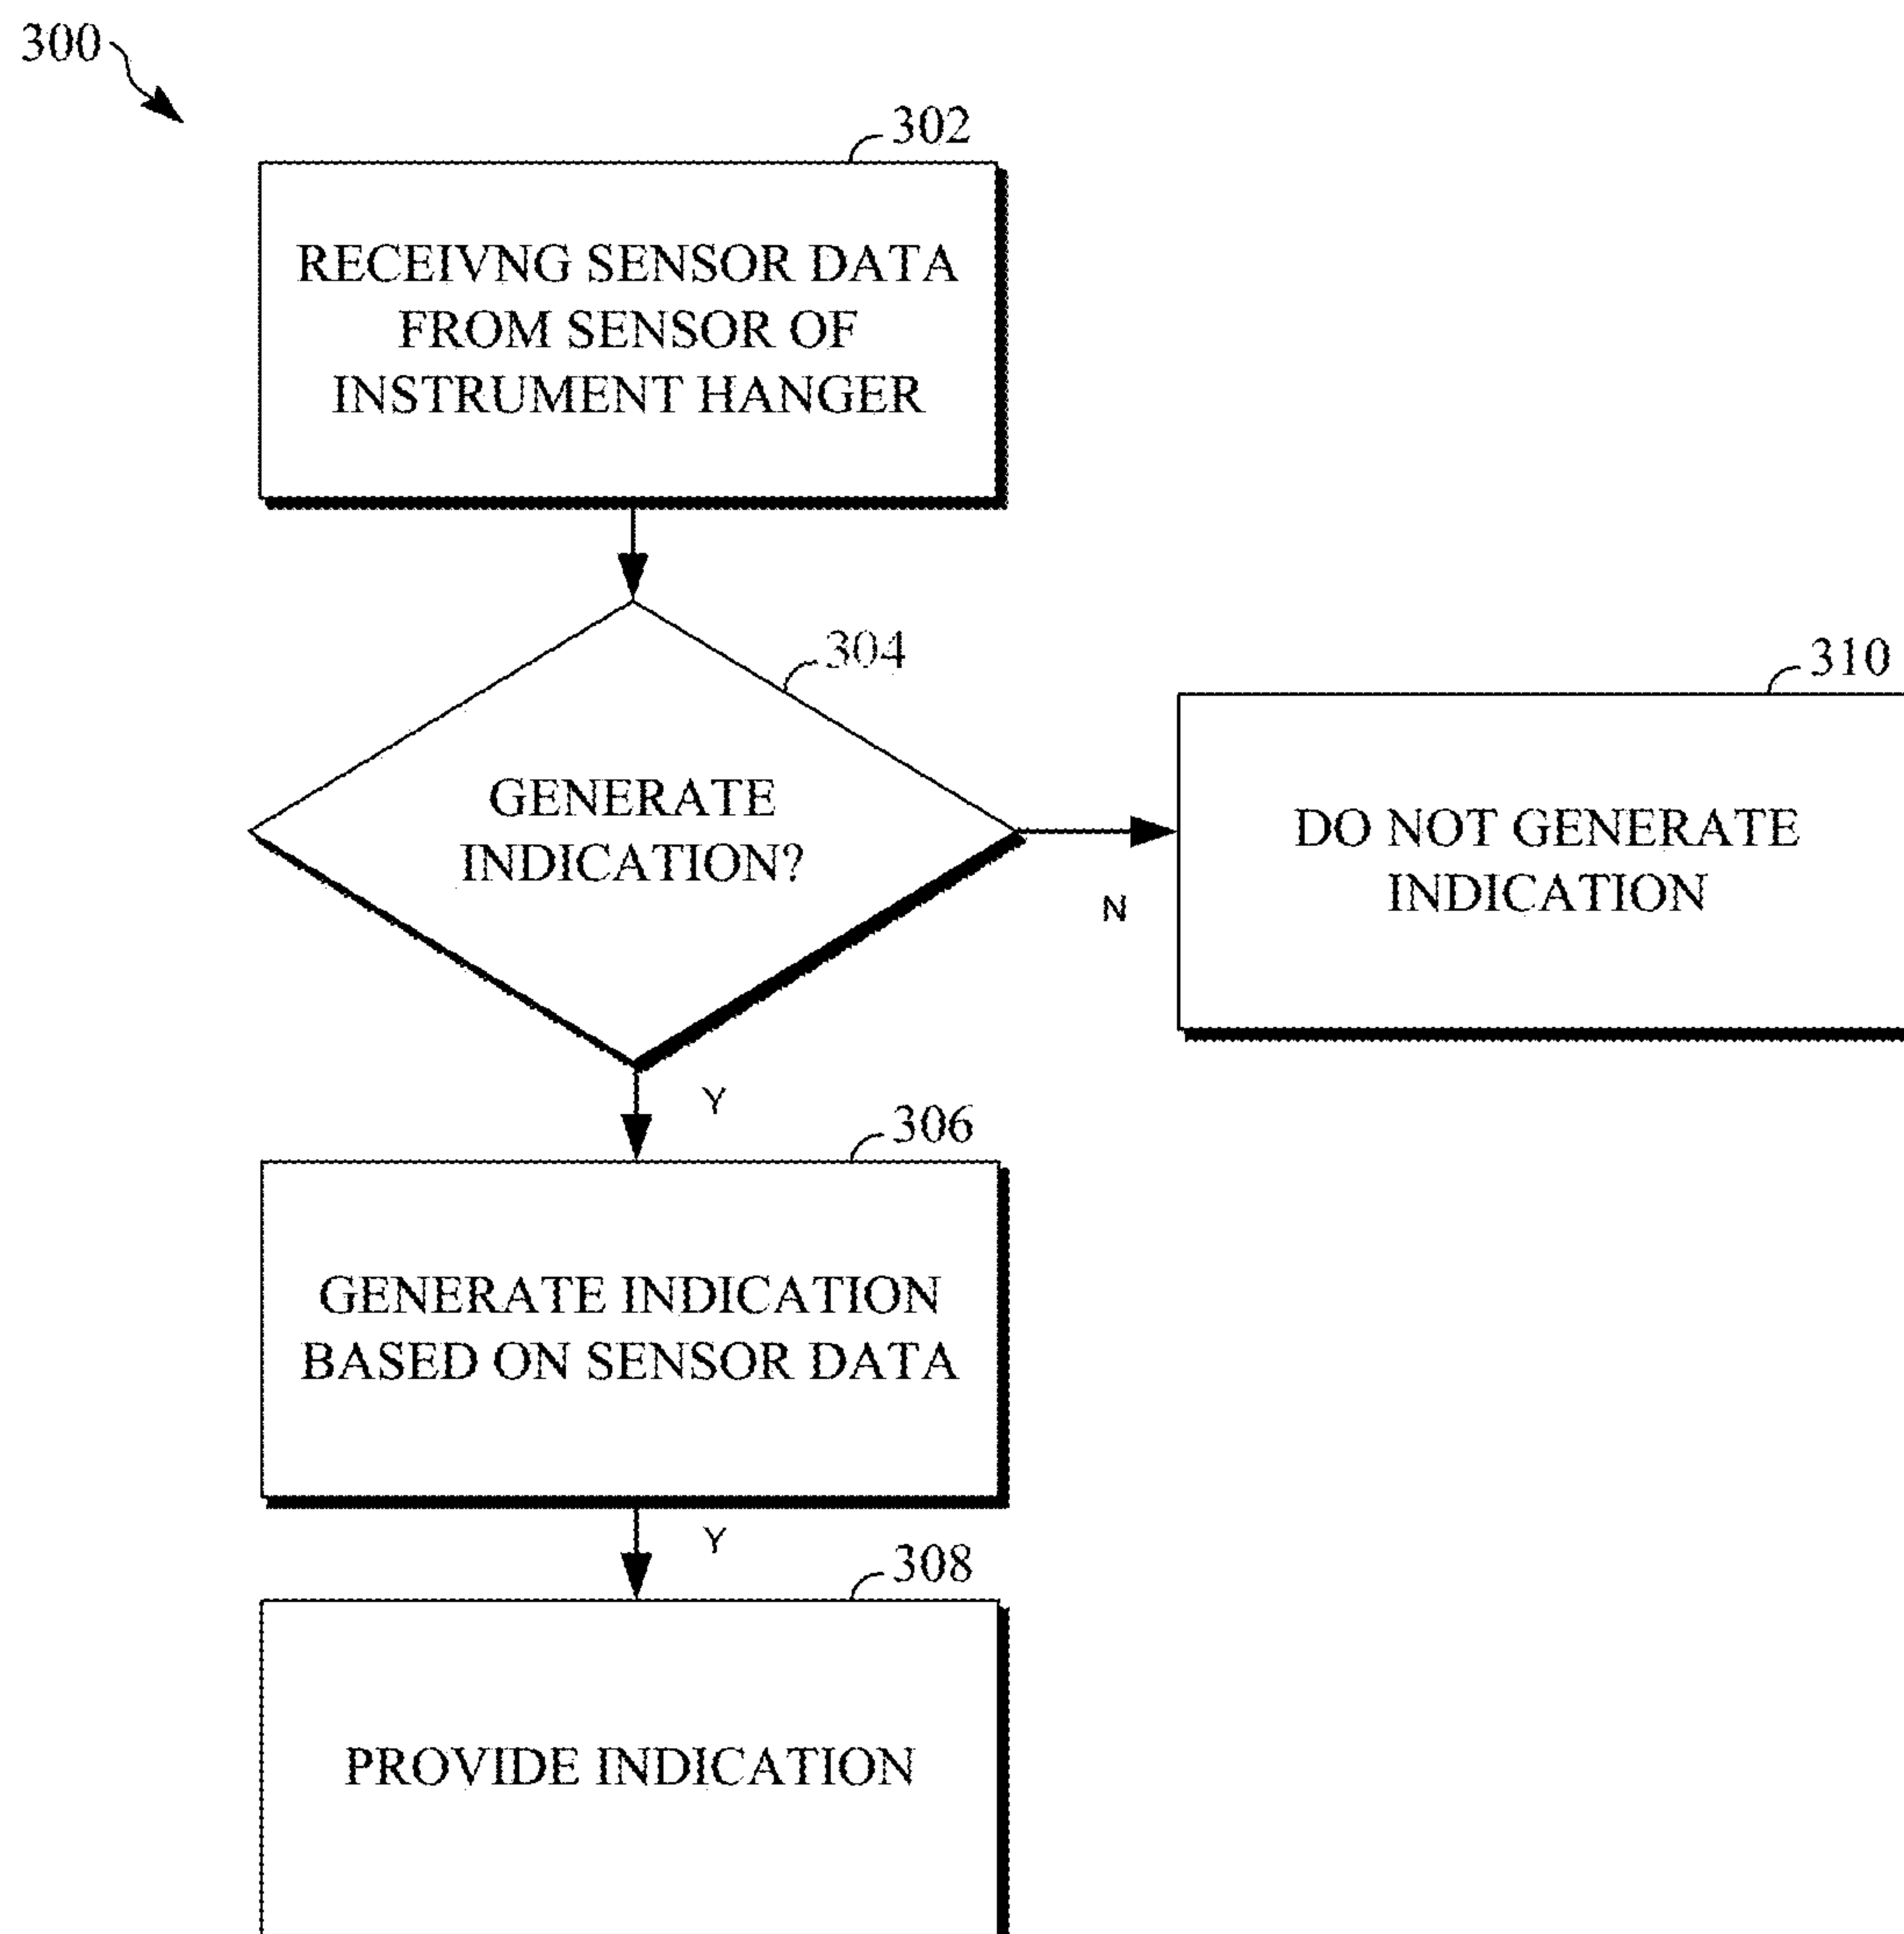 300
302
RECEIVNG SENSOR DATA
FROM SENSOR OF
INSTRUMENT HANGER
304
GENERATE
INDICATION?
N
310
DO NOT GENERATE
INDICATION
Y
306
GENERATE INDICATION
BASED ON SENSOR DATA
Y
308
PROVIDE INDICATION